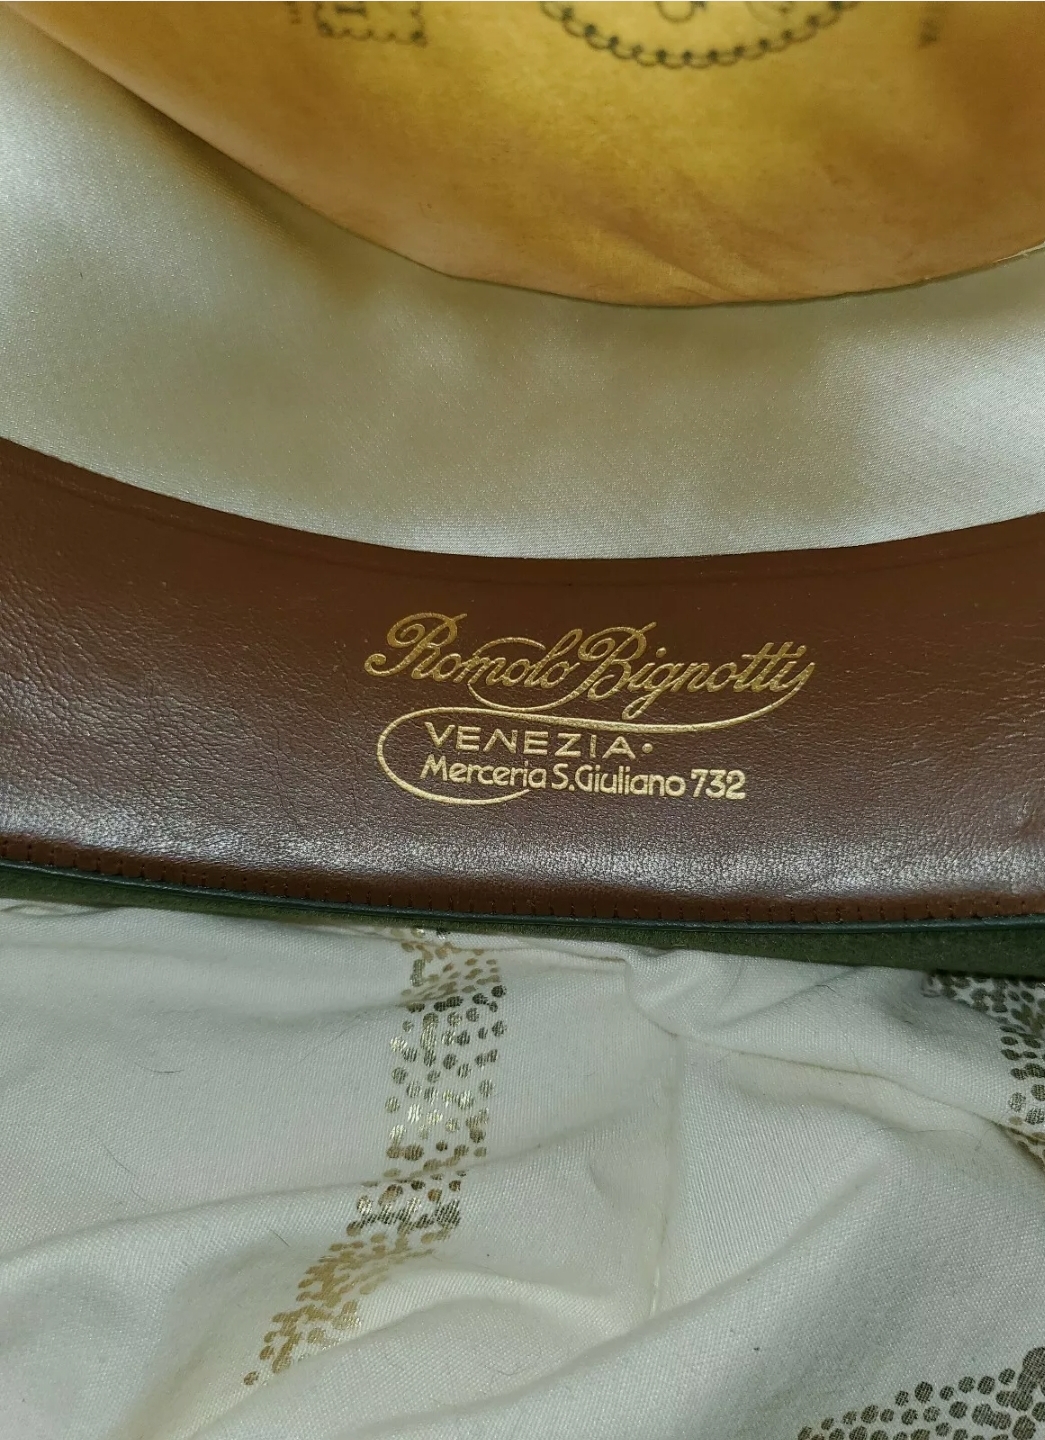 Romolo Bignotti
VENEZIA.
Merceria S. Giuliano 732